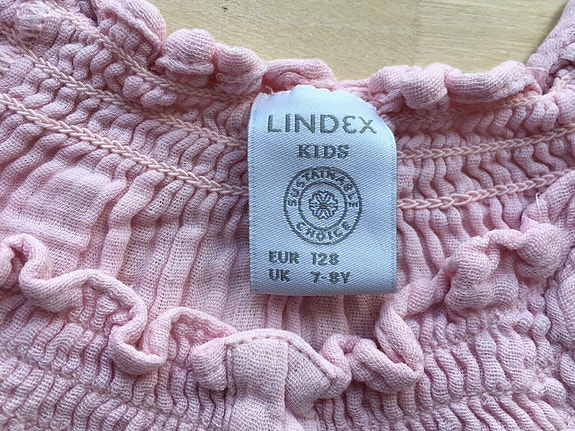 LINDEX
KIDS
SUSTAINABLE
CHOICE
EUR 128
UK 7-8Y